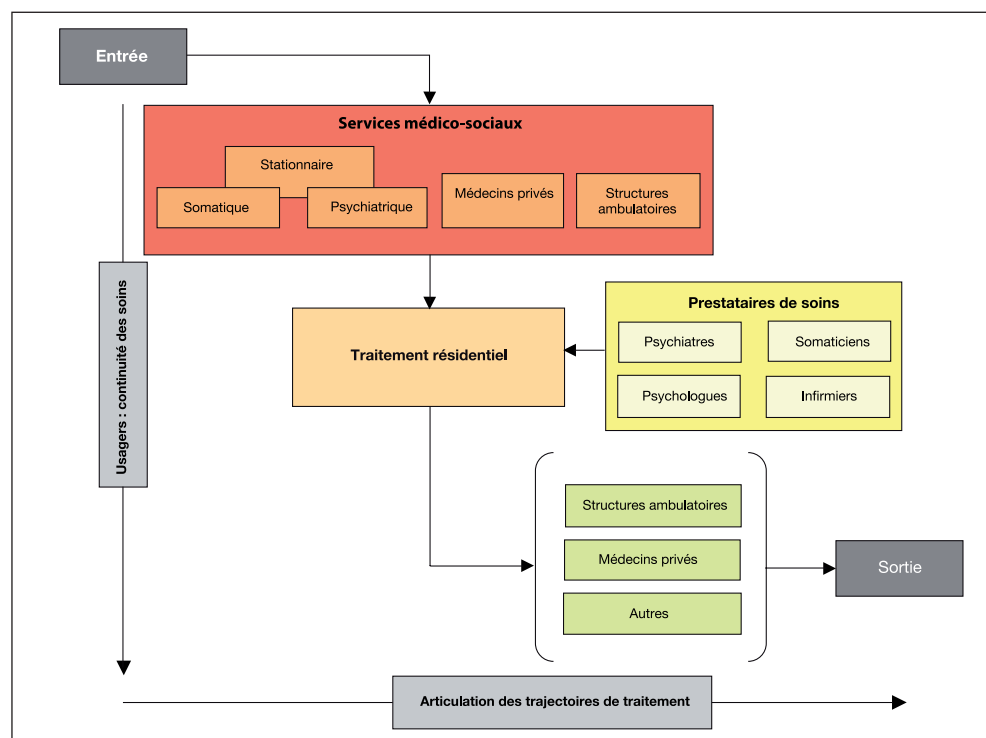 Entrée
Services médico-sociaux
Stationnaire
Somatique
Psychiatrique
Médecins privés
Structures
ambulatoires
Usagers : continuité des soins
Traitement résidentiel
Prestataires de soins
Psychiatres
Somaticiens
Psychologues
Infirmiers
Structures ambulatoires
Médecins privés
Autres
Sortie
Articulation des trajectoires de traitement